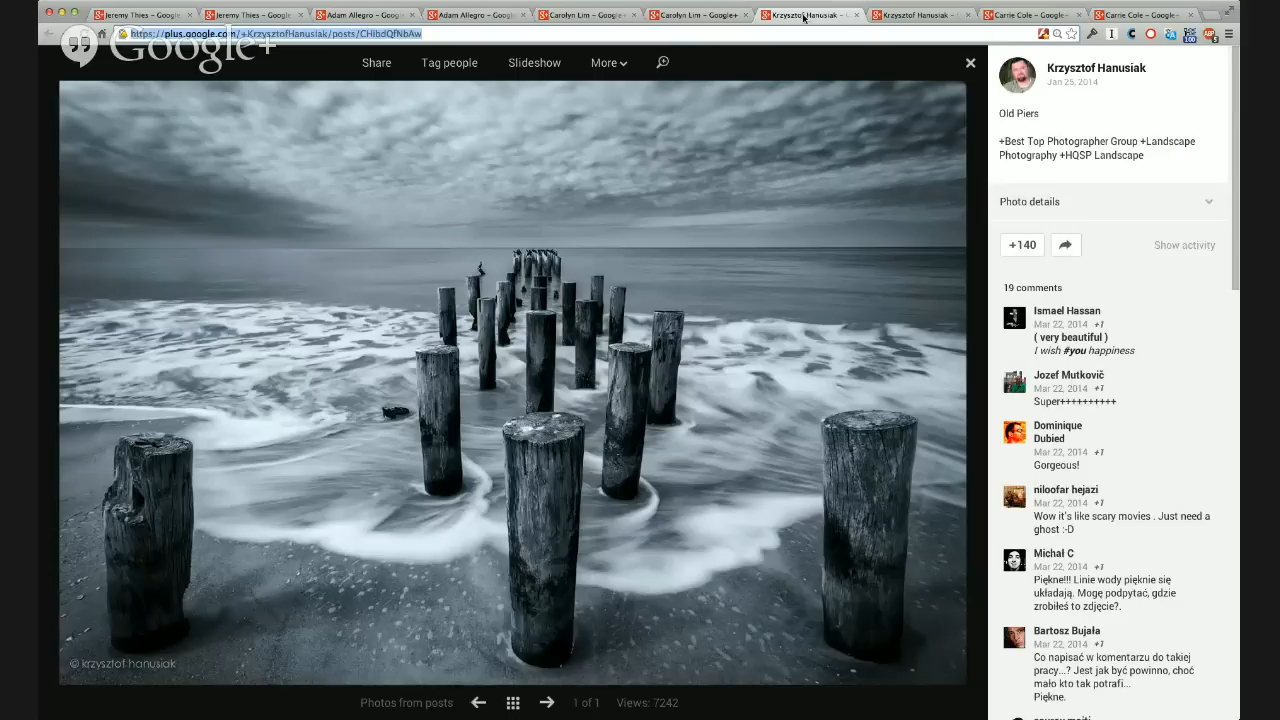 Jeremy Thies – Google
Jeremy Thies – Google
Adam Allegro – Google+
Adam Allegro – Google+
Carolyn Lim – Google+
Carolyn Lim – Google+
Krzysztof Hanusiak –
Krzysztof Hanusiak –
Carrie Cole – Google+
Carrie Cole – Google+
https://plus.google.com/+KrzysztofHanusiak/posts/CHibdQfNbAw
Google+
Share Tag people Slideshow More
Krzysztof Hanusiak
Jan 25, 2014
Old Piers
+Best Top Photographer Group +Landscape
Photography +HQSP Landscape
Photo details
+140
Show activity
19 comments
Ismael Hassan
Mar 22, 2014 +1
( very beautiful )
I wish #you happiness
Jozef Mutkovič
Mar 22, 2014 +1
Super++++++++++
Dominique
Dubied
Mar 22, 2014 +1
Gorgeous!
niloofar hejazi
Mar 22, 2014 +1
Wow it's like scary movies . Just need a
ghost :-D
Michał C
Mar 22, 2014 +1
Piękne!!! Linie wody pięknie się
układają. Mogę podpytać, gdzie
zrobiłeś to zdjęcie?.
Bartosz Bujała
Mar 22, 2014 +1
Co napisać w komentarzu do takiej
pracy...? Jest jak być powinno, choć
mało kto tak potrafi...
Piękne.
© krzysztof hanusiak
Photos from posts 1 of 1 Views: 7242